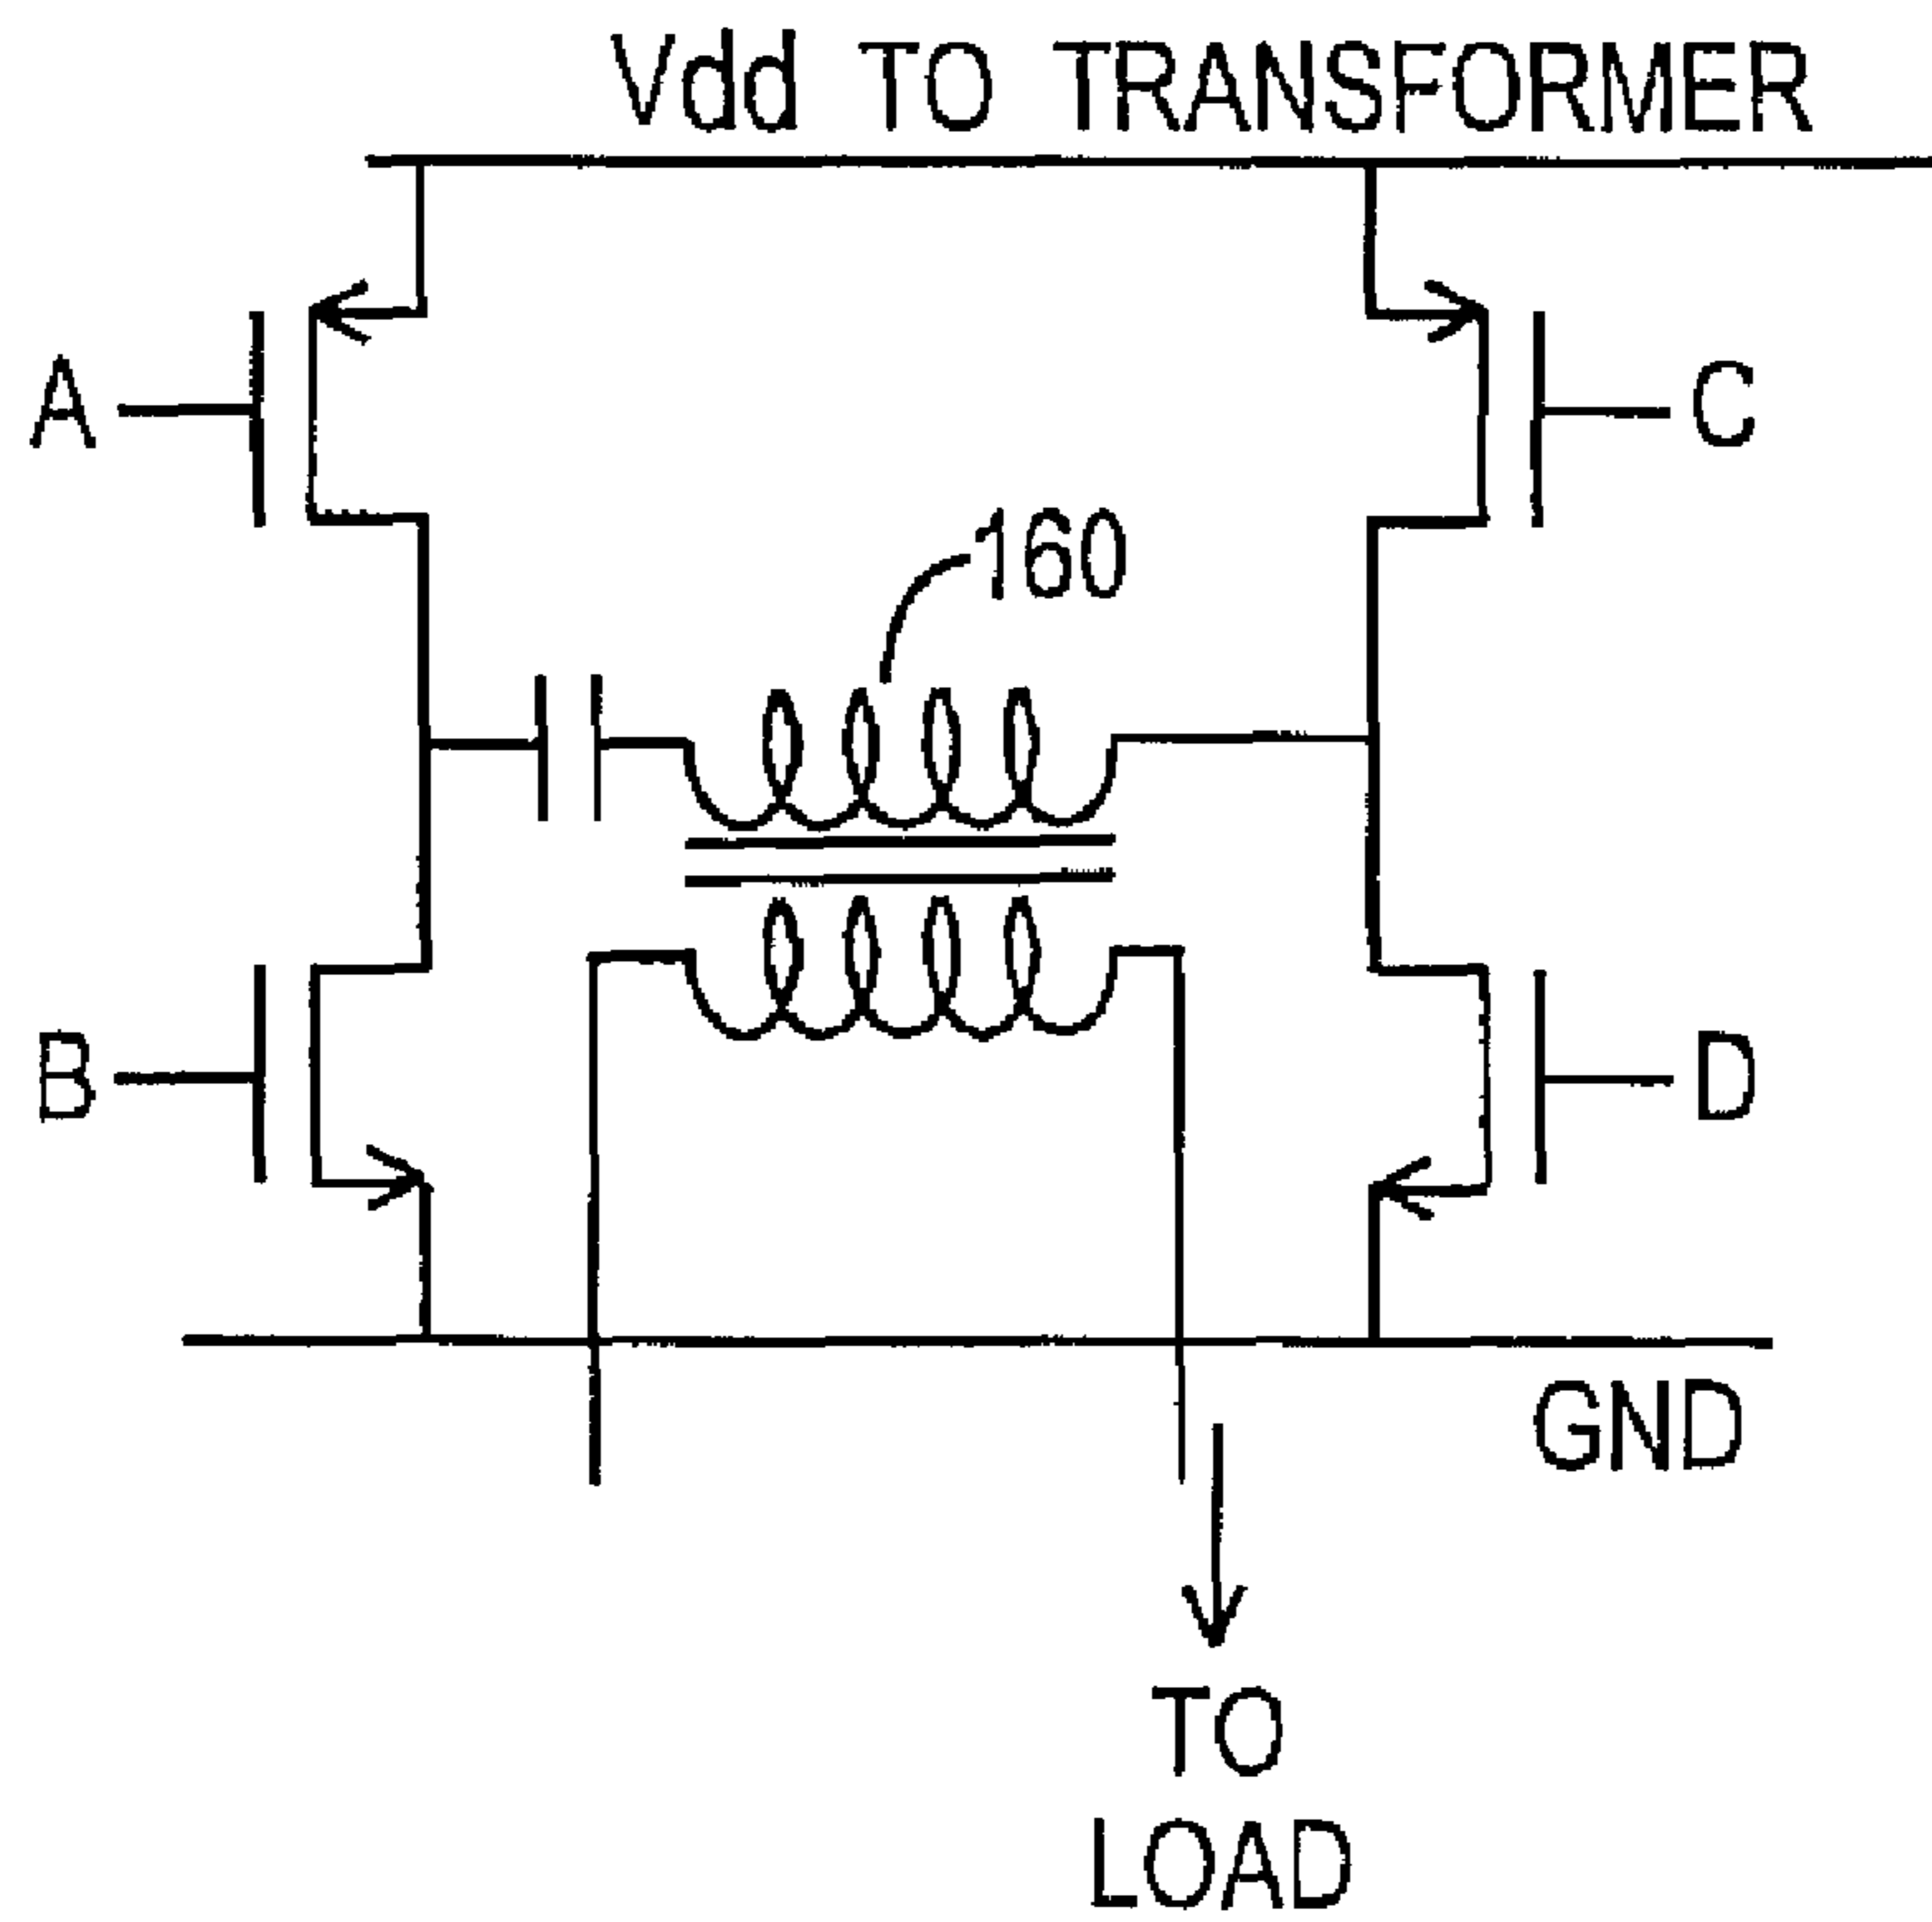 Vdd TO TRANSFORMER
A
C
160
B
D
GND
TO
LOAD